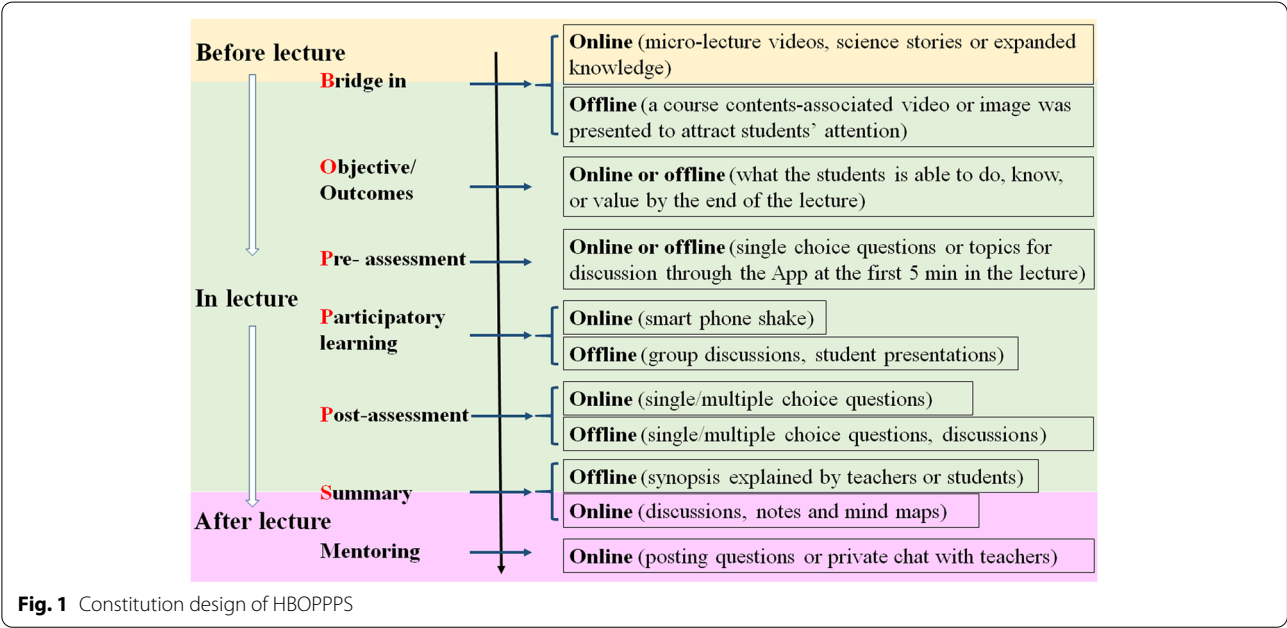 Before lecture
Bridge in
Online (micro-lecture videos, science stories or expanded
knowledge)
Offline (a course contents-associated video or image was
presented to attract students’ attention)
Objective/
Outcomes
Online or offline (what the students is able to do, know,
or value by the end of the lecture)
Pre- assessment
Online or offline (single choice questions or topics for
discussion through the App at the first 5 min in the lecture)
In lecture
Participatory
learning
Online (smart phone shake)
Offline (group discussions, student presentations)
Post-assessment
Online (single/multiple choice questions)
Offline (single/multiple choice questions, discussions)
Summary
Offline (synopsis explained by teachers or students)
Online (discussions, notes and mind maps)
After lecture
Mentoring
Online (posting questions or private chat with teachers)
Fig. 1 Constitution design of HBOPPPS